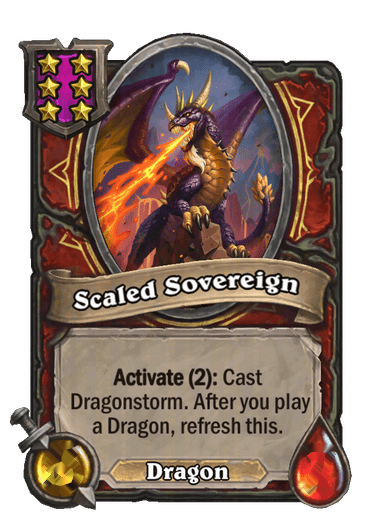 Scaled Sovereign
Activate (2): Cast
Dragonstorm. After you play
a Dragon, refresh this.
Dragon